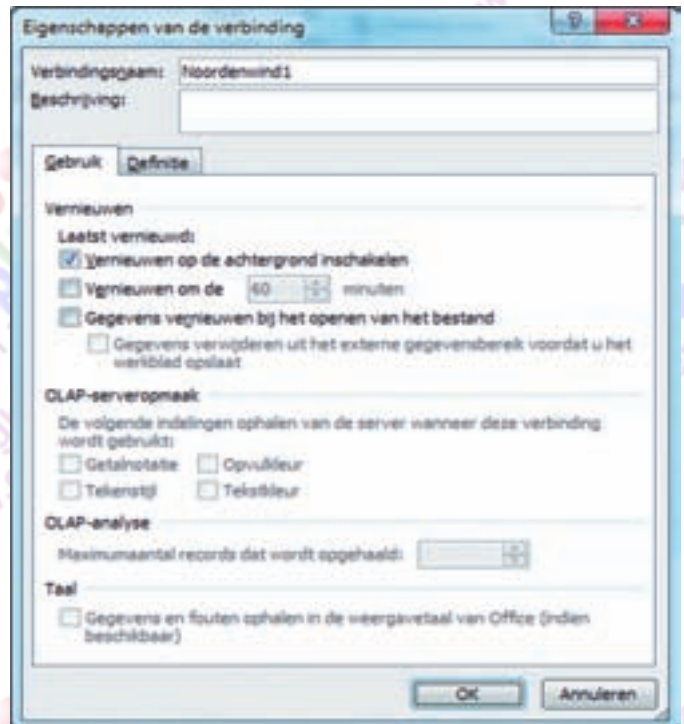 Eigenschappen van de verbinding
Verbindingsnaam: Noordenwind1
Beschrijving:
Gebruik Definitie
Vernieuwen
Laatst vernieuwd:
Vernieuwen op de achtergrond inschakelen
Vernieuwen om de 60 minuten
Gegevens vernieuwen bij het openen van het bestand
Gegevens verwijderen uit het externe gegevensbereik voordat u het
werkblad opslaat
OLAP-serveropmaak
De volgende indelingen ophalen van de server wanneer deze verbinding
wordt gebruikt:
Getalnotatie Opvulkleur
Tekenstijl Tekstkleur
OLAP-analyse
Maximumaantal records dat wordt opgehaald:
Taal
Gegevens en fouten ophalen in de weergavetaal van Office (indien
beschikbaar)
OK Annuleren